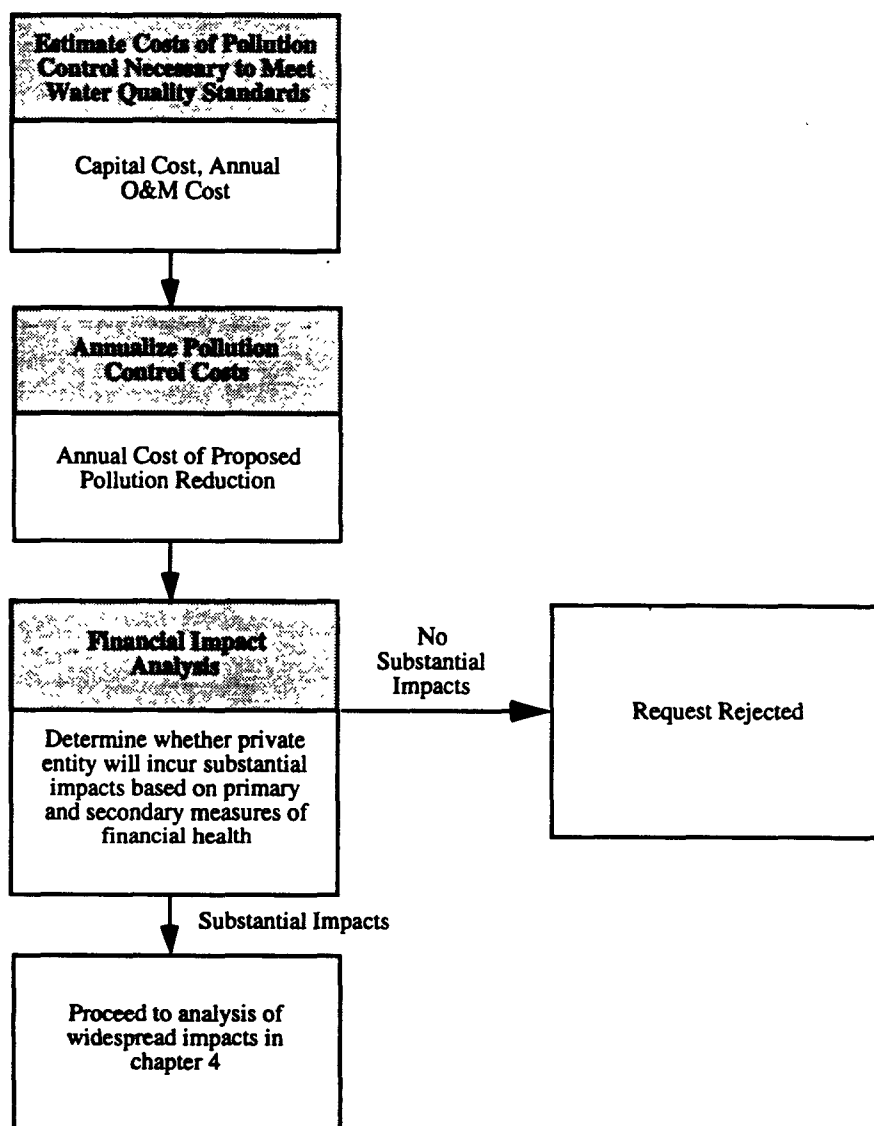 Estimate Costs of Pollution
Control Necessary to Meet
Water Quality Standards
Capital Cost, Annual
O&M Cost
Annualize Pollution
Control Costs
Annual Cost of Proposed
Pollution Reduction
Financial Impact
Analysis
No
Substantial
Impacts
Request Rejected
Determine whether private
entity will incur substantial
impacts based on primary
and secondary measures of
financial health
Substantial Impacts
Proceed to analysis of
widespread impacts in
chapter 4